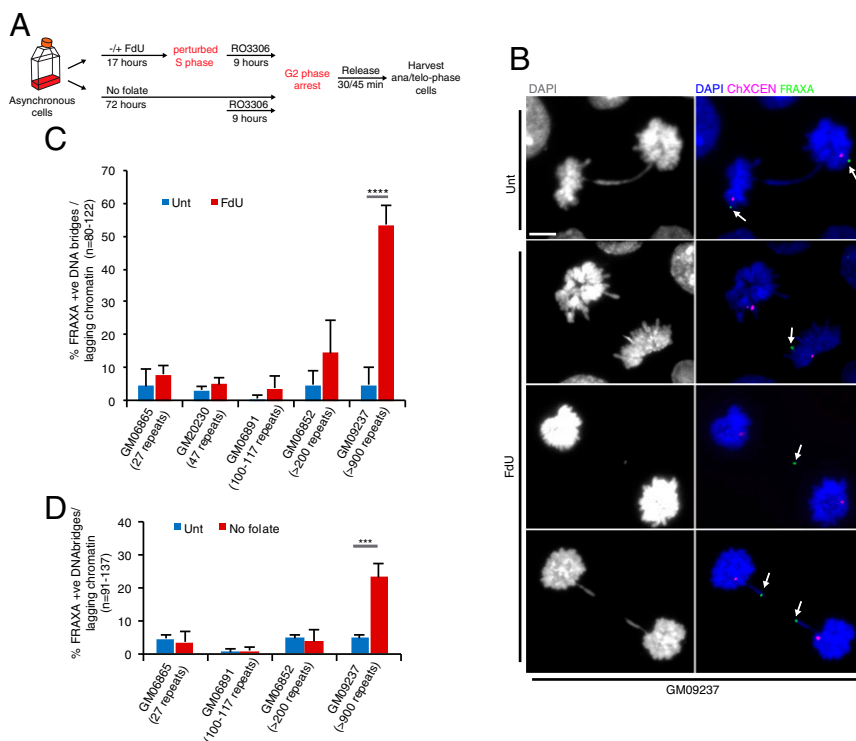 A
-/+ FdU
17 hours
perturbed
S phase
RO3306
9 hours
Asynchronous
cells
No folate
72 hours
RO3306
9 hours
G2 phase
arrest
Release
30/45 min
Harvest
ana/telo-phase
cells
B
DAPI
DAPI ChXCEN FRAXA
Unt
FdU
GM09237
C
% FRAXA +ve DNA bridges /
lagging chromatin (n=80-122)
70
60
50
40
30
20
10
0
Unt
FdU
****
GM06865
(27 repeats)
GM20230
(47 repeats)
GM06891
(100-117 repeats)
GM06852
(>200 repeats)
GM09237
(>900 repeats)
D
% FRAXA +ve DNAbridges/
lagging chromatin
(n=91-137)
40
30
20
10
0
Unt
No folate
***
GM06865
(27 repeats)
GM06891
(100-117 repeats)
GM06852
(>200 repeats)
GM09237
(>900 repeats)